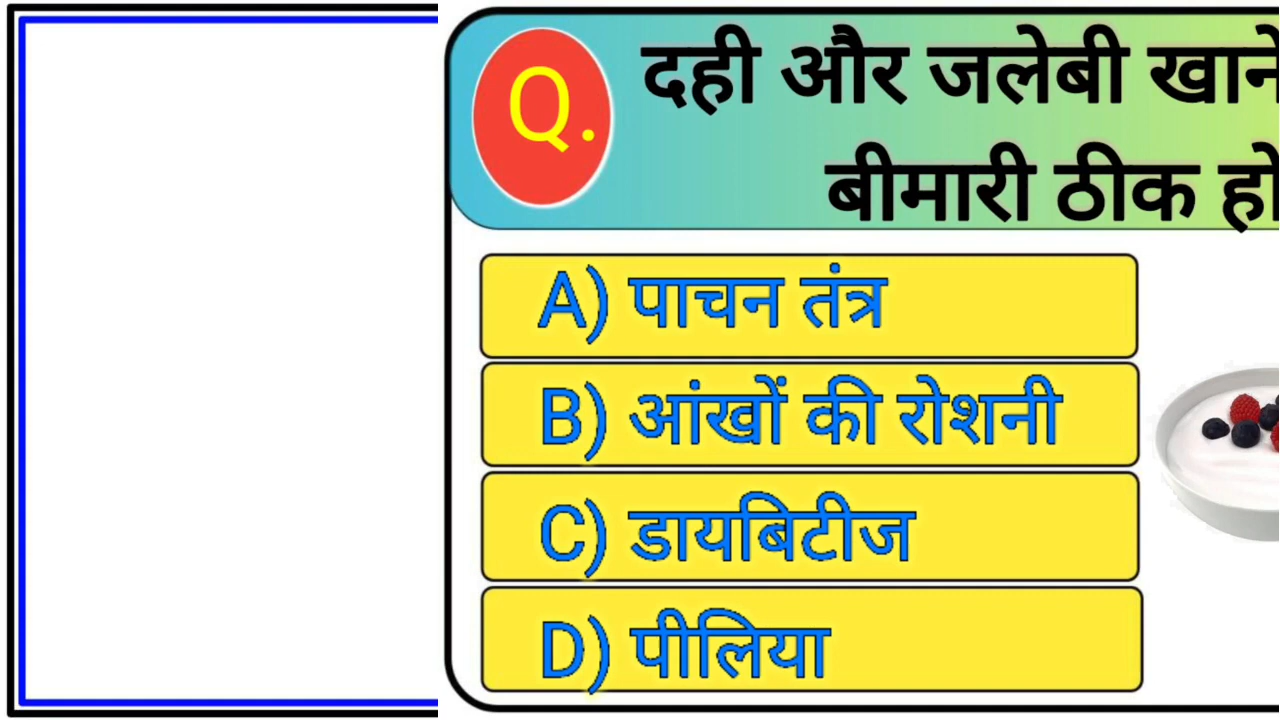 Q.
दही और जलेबी खाने
बीमारी ठीक हो
A) पाचन तंत्र
B) आंखों की रोशनी
C) डायबिटीज
D) पीलिया